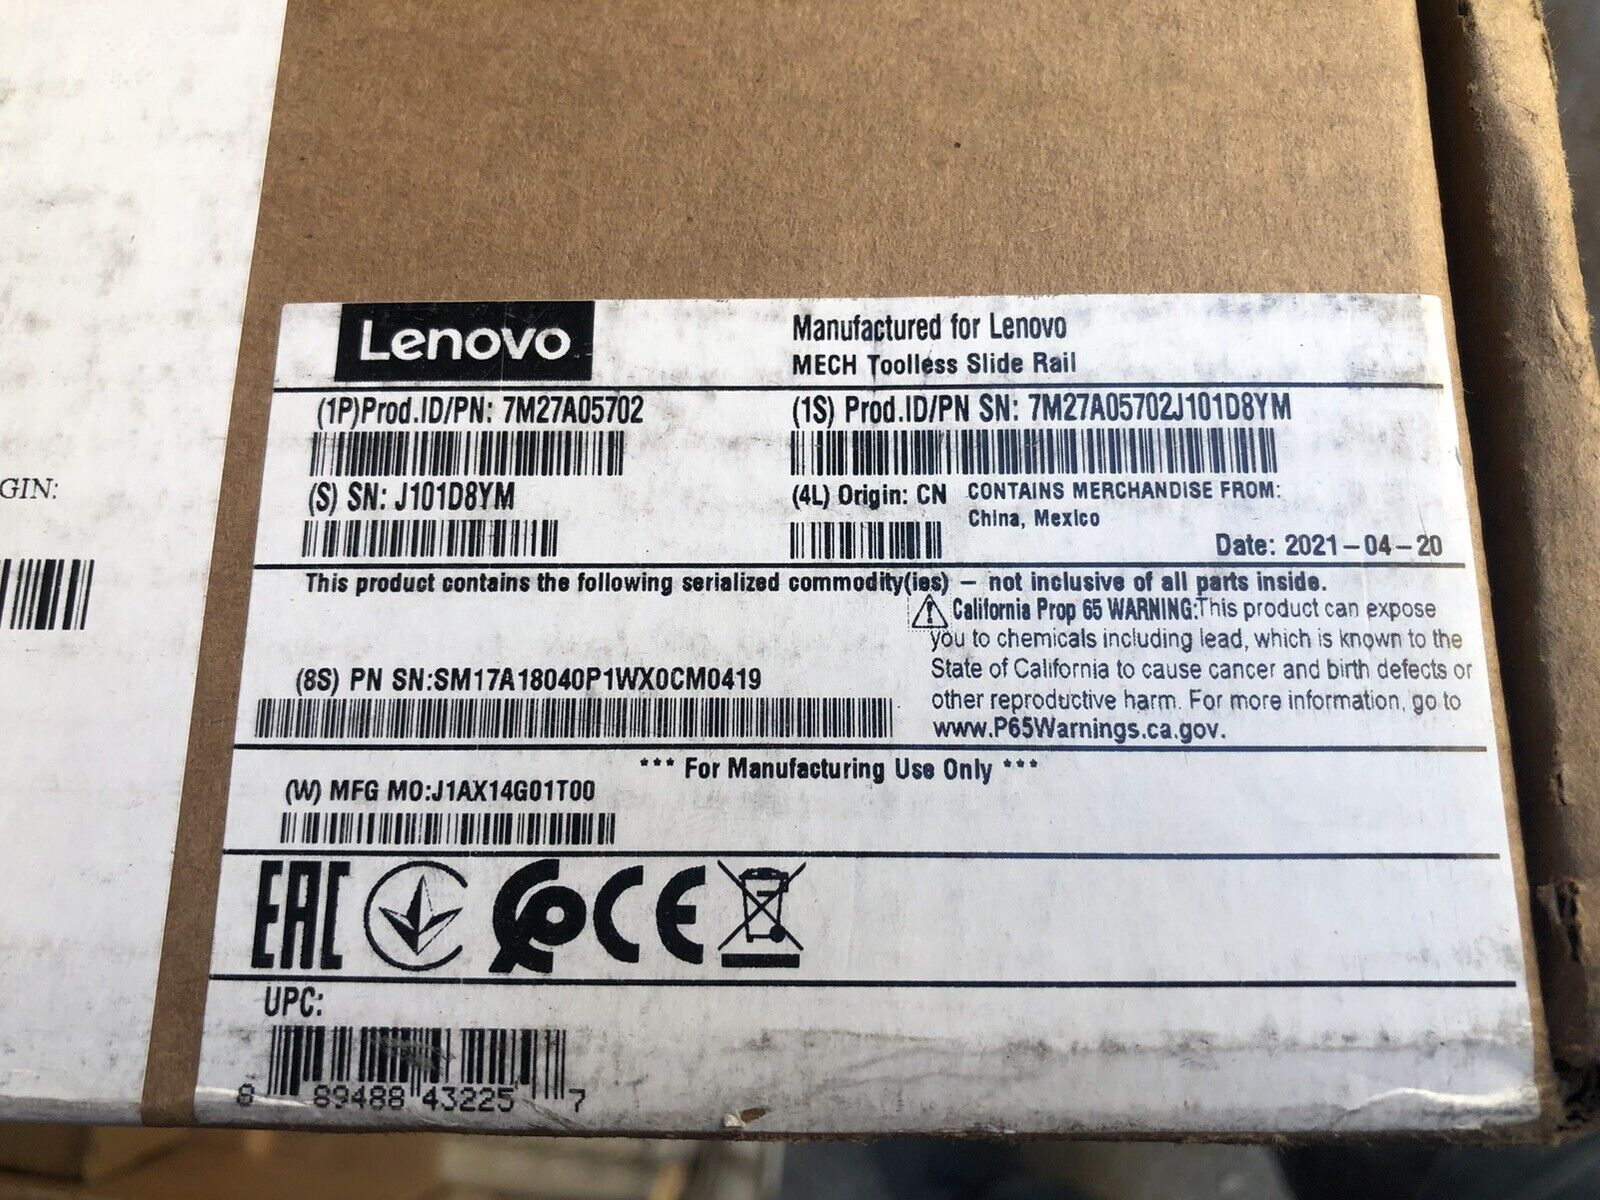 Lenovo
Manufactured for Lenovo
MECH Toolless Slide Rail
(1P)Prod.ID/PN: 7M27A05702
(1S) Prod.ID/PN SN: 7M27A05702J101D8YM
(S) SN: J101D8YM
(4L) Origin: CN
CONTAINS MERCHANDISE FROM:
China, Mexico
Date: 2021-04-20
GIN:
This product contains the following serialized commodity(ies) - not inclusive of all parts inside.
California Prop 65 WARNING:This product can expose
you to chemicals including lead, which is known to the
State of California to cause cancer and birth defects or
other reproductive harm. For more information, go to
www.P65Warnings.ca.gov.
(8S) PN SN:SM17A18040P1WX0CM0419
*** For Manufacturing Use Only ***
(W) MFG MO:J1AX14G01T00
EAC
CE
UPC:
8 89488 43225 7